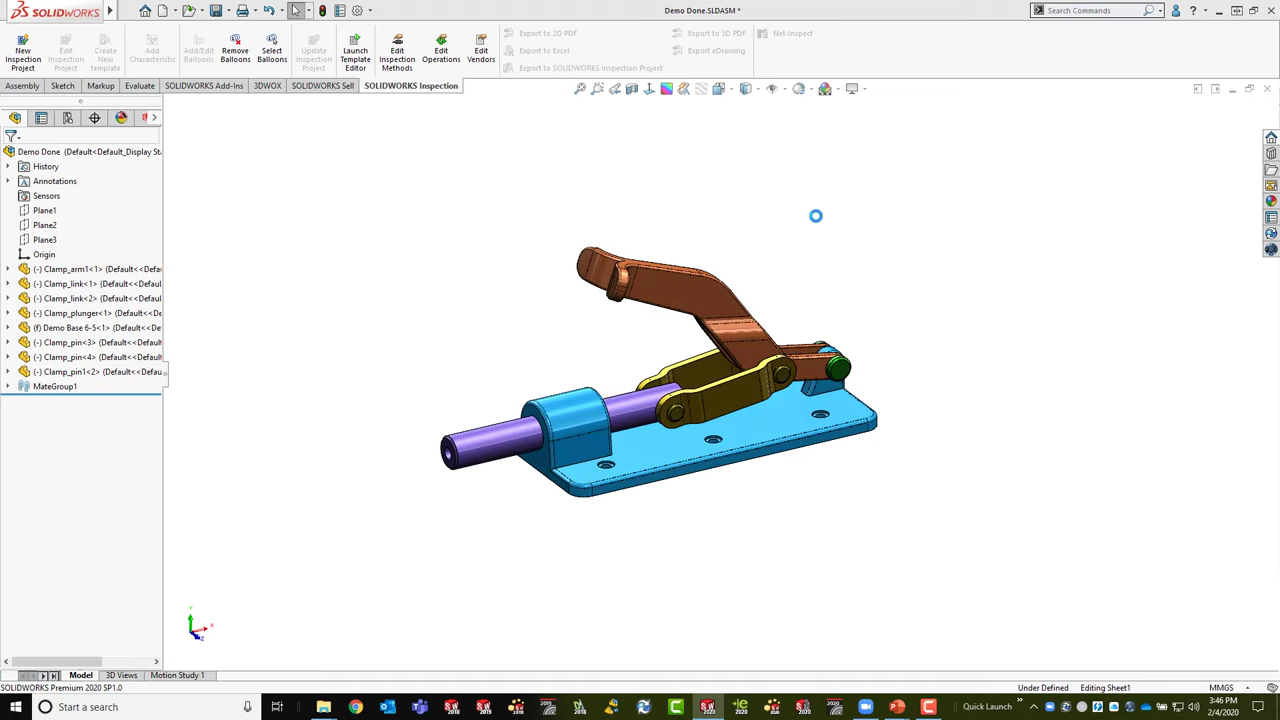 SOLIDWORKS
Demo Done.SLDASM *
Search Commands
New Inspection Project
Edit Inspection Project
Create New template
Add Characteristic
Add/Edit Balloons
Remove Balloons
Select Balloons
Update Inspection Project
Launch Template Editor
Edit Inspection Methods
Edit Operations
Edit Vendors
Export to 2D PDF
Export to Excel
Export to SOLIDWORKS Inspection Project
Export to 3D PDF
Export eDrawing
Net-Inspect
Assembly
Sketch
Markup
Evaluate
SOLIDWORKS Add-Ins
3DWOX
SOLIDWORKS Sell
SOLIDWORKS Inspection
Demo Done (Default<Default_Display Sta
History
Annotations
Sensors
Plane1
Plane2
Plane3
Origin
(-) Clamp_arm1<1> (Default<<Defau
(-) Clamp_link<1> (Default<<Defau
(-) Clamp_link<2> (Default<<Defau
(-) Clamp_plunger<1> (Default<<De
(f) Demo Base 6-5<1> (Default<<De
(-) Clamp_pin<3> (Default<<Defau
(-) Clamp_pin<4> (Default<<Defau
(-) Clamp_pin1<2> (Default<<Defau
MateGroup1
Y
X
Z
Model
3D Views
Motion Study 1
SOLIDWORKS Premium 2020 SP1.0
Under Defined
Editing Sheet1
MMGS
Start a search
Quick Launch
3:46 PM
2/4/2020